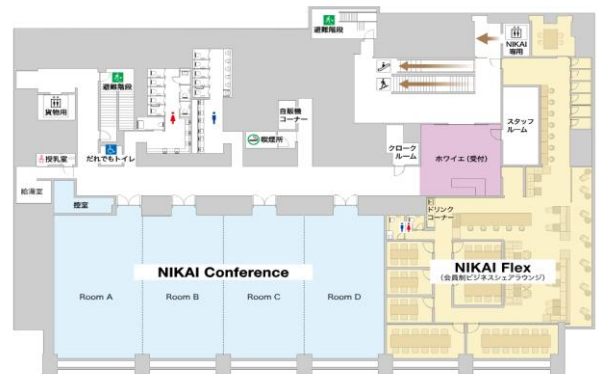 避難階段
NIKAI
専用
避難階段
貨物用
自販機
コーナー
スタッフ
ルーム
喫煙所
クローク
ルーム
ホワイエ（受付）
授乳室
だれでもトイレ
給湯室
控室
ドリンク
コーナー
NIKAI Conference
NIKAI Flex
（会員制ビジネスシェアラウンジ）
Room A
Room B
Room C
Room D